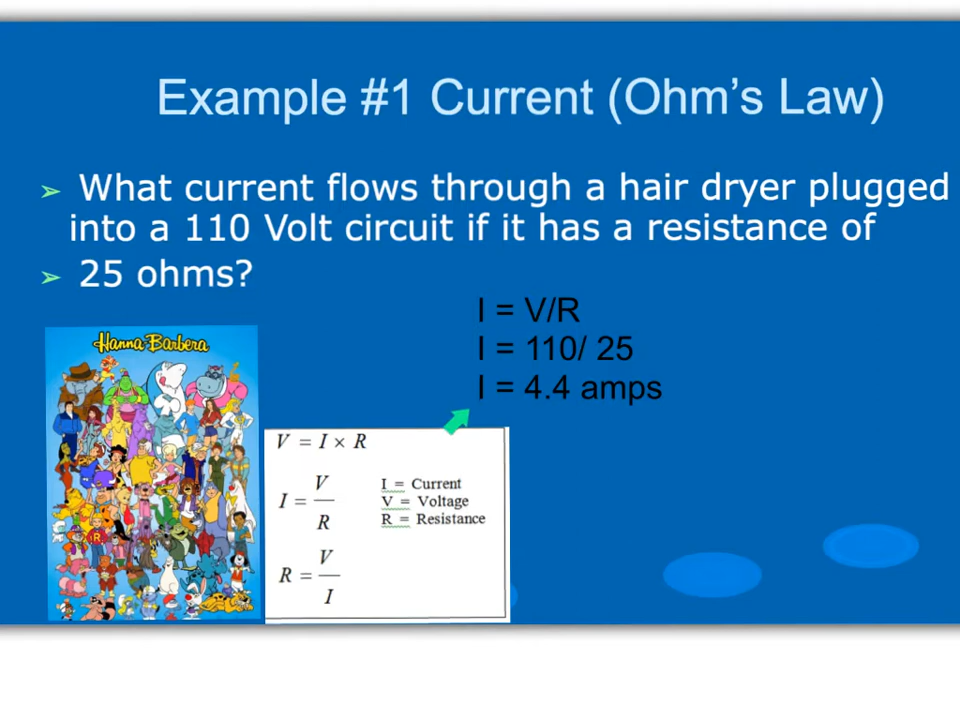 Example #1 Current (Ohm's Law)
➢ What current flows through a hair dryer plugged
into a 110 Volt circuit if it has a resistance of
➢ 25 ohms?
I = V/R
I = 110/ 25
I = 4.4 amps
Hanna-Barbera
R
V = I × R
I = V/R
I = Current
V = Voltage
R = Resistance
R = V/I